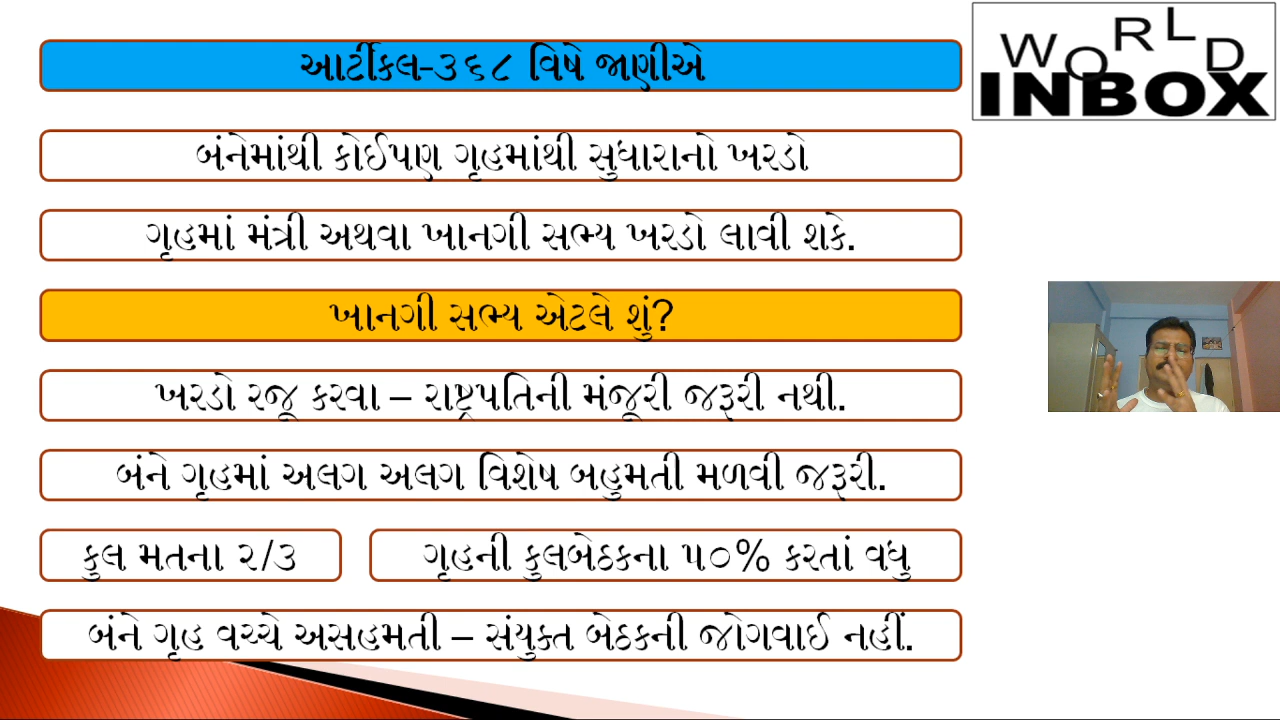 WORLD
INBOX
આર્ટીકલ-૩૬૮ વિષે જાણીએ
બંનેમાંથી કોઈપણ ગૃહમાંથી સુધારાનો ખરડો
ગૃહમાં મંત્રી અથવા ખાનગી સભ્ય ખરડો લાવી શકે.
ખાનગી સભ્ય એટલે શું?
ખરડો રજૂ કરવા – રાષ્ટ્રપતિની મંજૂરી જરૂરી નથી.
બંને ગૃહમાં અલગ અલગ વિશેષ બહુમતી મળવી જરૂરી.
કુલ મતના ૨/૩
ગૃહની કુલબેઠકના ૫૦% કરતાં વધુ
બંને ગૃહ વચ્ચે અસહમતી – સંયુક્ત બેઠકની જોગવાઈ નહીં.